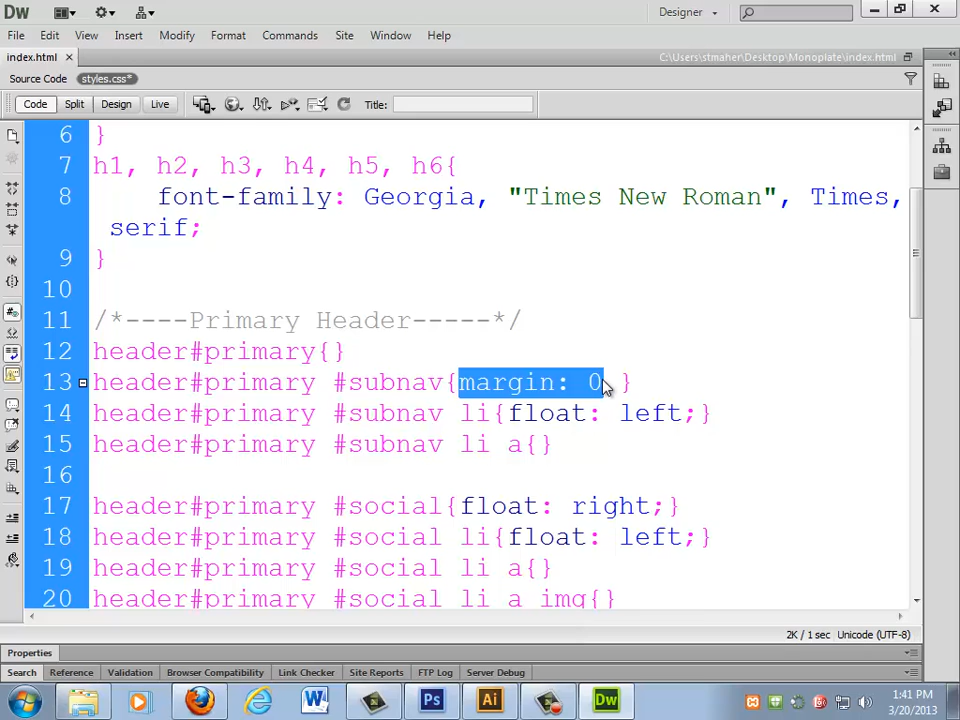 Dw
Designer
File Edit View Insert Modify Format Commands Site Window Help
index.html
C:\Users\stmaher\Desktop\Monoplate\index.html
Source Code styles.css*
Code Split Design Live Title:
6 }
7 h1, h2, h3, h4, h5, h6{
8 font-family: Georgia, "Times New Roman", Times,
serif;
9 }
10
11 /*----Primary Header-----*/
12 header#primary{}
13 header#primary #subnav{margin: 0 }
14 header#primary #subnav li{float: left;}
15 header#primary #subnav li a{}
16
17 header#primary #social{float: right;}
18 header#primary #social li{float: left;}
19 header#primary #social li a{}
20 header#primary #social li a img{}
2K / 1 sec Unicode (UTF-8)
Properties
Search Reference Validation Browser Compatibility Link Checker Site Reports FTP Log Server Debug
W Ps Ai Dw
1:41 PM
3/20/2013